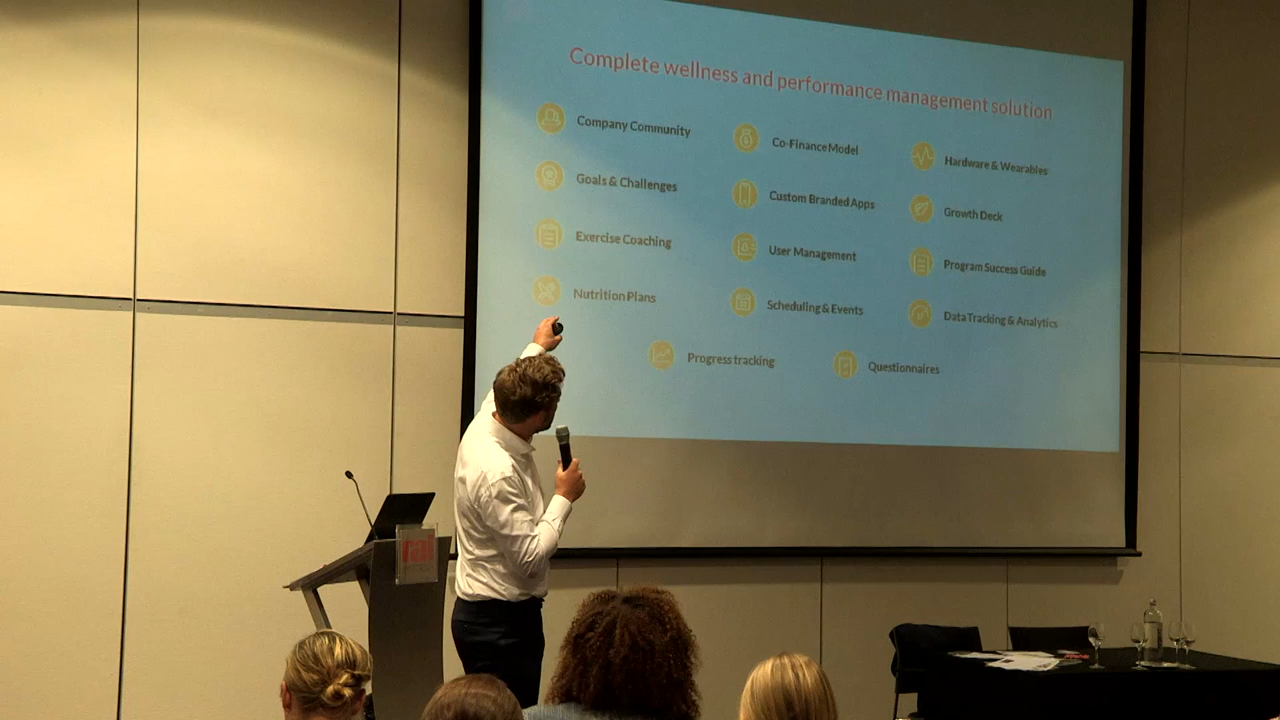 Complete wellness and performance management solution
Company Community
Co-Finance Model
Hardware & Wearables
Goals & Challenges
Custom Branded Apps
Growth Deck
Exercise Coaching
User Management
Program Success Guide
Nutrition Plans
Scheduling & Events
Data Tracking & Analytics
Progress tracking
Questionnaires
rai